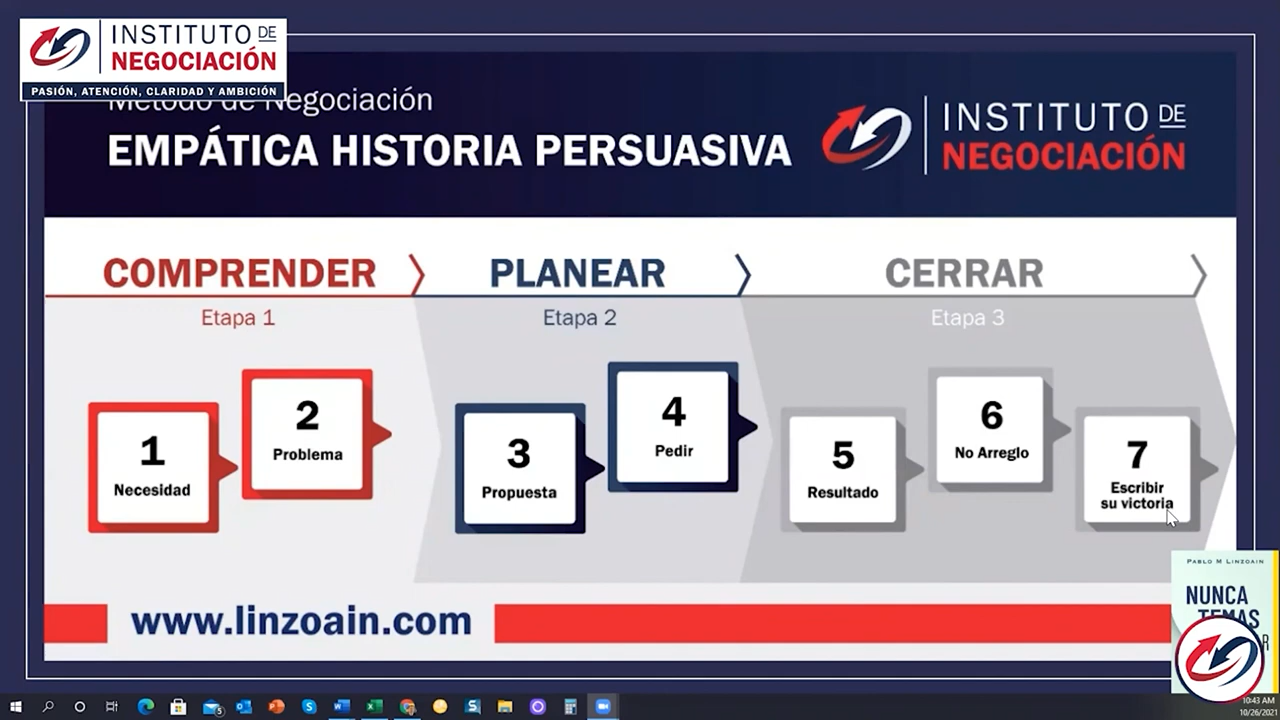 INSTITUTO DE
NEGOCIACIÓN
PASIÓN, ATENCIÓN, CLARIDAD Y AMBICIÓN
Método de Negociación
EMPÁTICA HISTORIA PERSUASIVA
INSTITUTO DE
NEGOCIACIÓN
COMPRENDER
PLANEAR
CERRAR
Etapa 1
Etapa 2
Etapa 3
1
Necesidad
2
Problema
3
Propuesta
4
Pedir
5
Resultado
6
No Arreglo
7
Escribir
su victoria
www.linzoain.com
PABLO M LINZOAIN
NUNCA
TEMAS
5
10:43 AM
10/26/2021